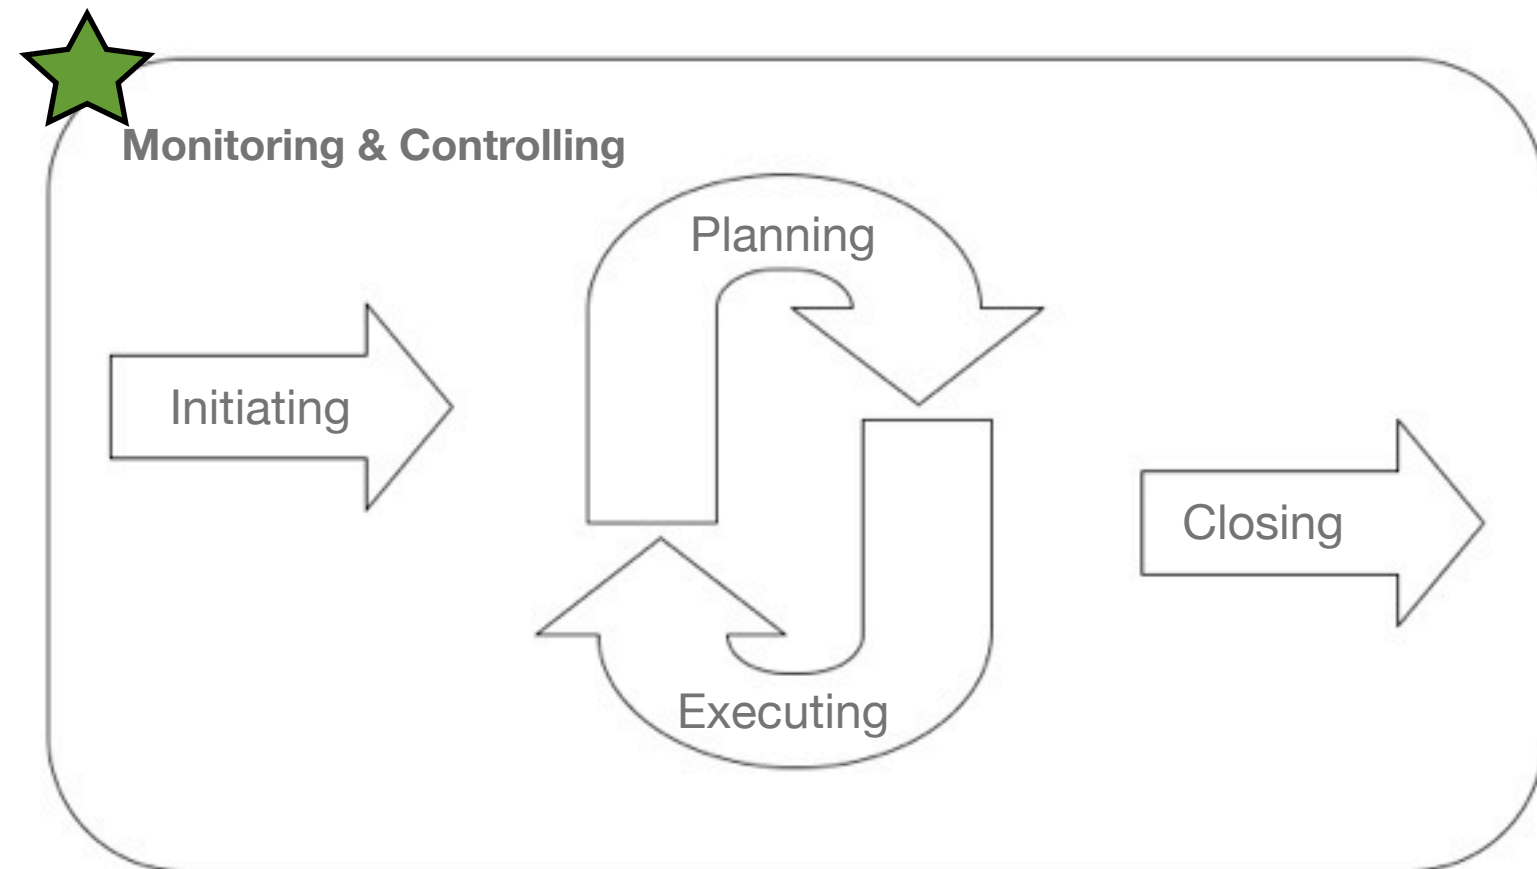 Monitoring & Controlling
Planning
Initiating
Closing
Executing